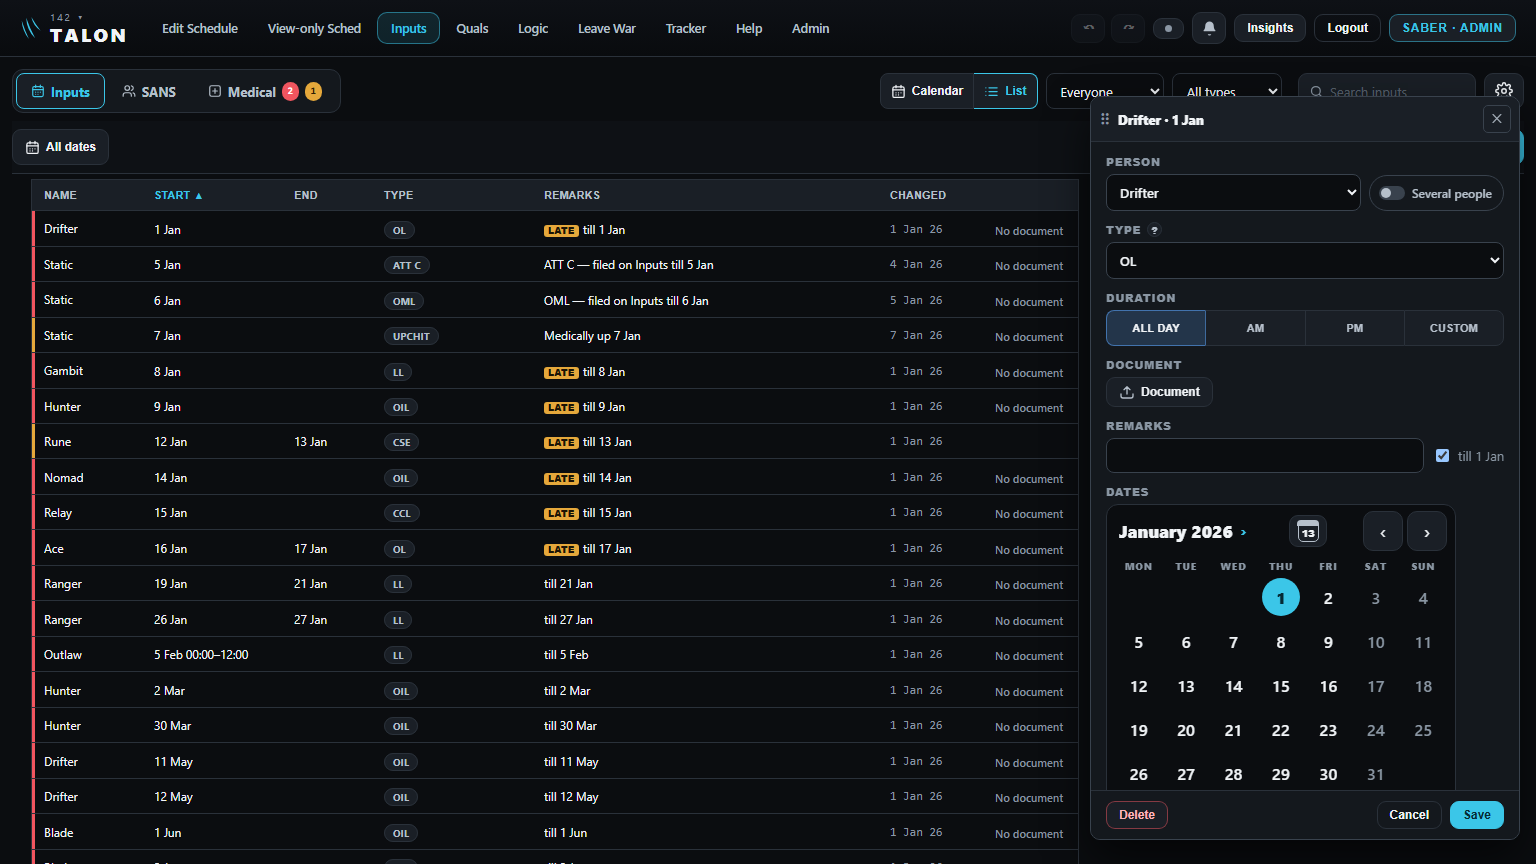 142 ▾
TALON
Edit Schedule
View-only Sched
Inputs
Quals
Logic
Leave War
Tracker
Help
Admin
Insights
Logout
SABER · ADMIN
Inputs
SANS
Medical 2 1
Calendar
List
Everyone
All types
Search inputs
All dates
NAME START ▲ END TYPE REMARKS CHANGED
Drifter 1 Jan OL LATE till 1 Jan 1 Jan 26 No document
Static 5 Jan ATT C ATT C — filed on Inputs till 5 Jan 4 Jan 26 No document
Static 6 Jan OML OML — filed on Inputs till 6 Jan 5 Jan 26 No document
Static 7 Jan UPCHIT Medically up 7 Jan 7 Jan 26 No document
Gambit 8 Jan LL LATE till 8 Jan 1 Jan 26 No document
Hunter 9 Jan OIL LATE till 9 Jan 1 Jan 26 No document
Rune 12 Jan 13 Jan CSE LATE till 13 Jan 1 Jan 26
Nomad 14 Jan OIL LATE till 14 Jan 1 Jan 26 No document
Relay 15 Jan CCL LATE till 15 Jan 1 Jan 26 No document
Ace 16 Jan 17 Jan OL LATE till 17 Jan 1 Jan 26 No document
Ranger 19 Jan 21 Jan LL till 21 Jan 1 Jan 26 No document
Ranger 26 Jan 27 Jan LL till 27 Jan 1 Jan 26 No document
Outlaw 5 Feb 00:00–12:00 LL till 5 Feb 1 Jan 26 No document
Hunter 2 Mar OIL till 2 Mar 1 Jan 26 No document
Hunter 30 Mar OIL till 30 Mar 1 Jan 26 No document
Drifter 11 May OIL till 11 May 1 Jan 26 No document
Drifter 12 May OIL till 12 May 1 Jan 26 No document
Blade 1 Jun OIL till 1 Jun 1 Jan 26 No document
Drifter · 1 Jan
PERSON
Drifter
Several people
TYPE ?
OL
DURATION
ALL DAY AM PM CUSTOM
DOCUMENT
Document
REMARKS
till 1 Jan
DATES
January 2026 › 13 ‹ ›
MON TUE WED THU FRI SAT SUN
1 2 3 4
5 6 7 8 9 10 11
12 13 14 15 16 17 18
19 20 21 22 23 24 25
26 27 28 29 30 31
Delete
Cancel
Save